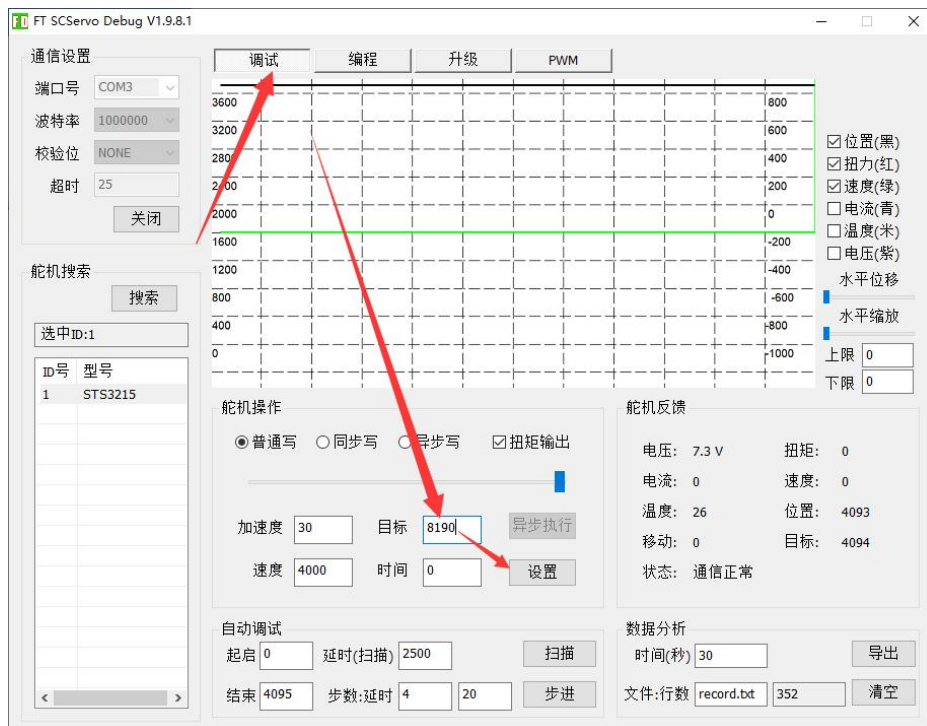 FT SCServo Debug V1.9.8.1
通信设置
端口号 COM3
波特率 1000000
校验位 NONE
超时 25
关闭
舵机搜索
搜索
选中ID:1
ID号 型号
1 STS3215
调试 编程 升级 PWM
3600 800
3200 600
2800 400
2400 200
2000 0
1600 -200
1200 -400
800 -600
400 -800
0 -1000
位置(黑)
扭力(红)
速度(绿)
电流(青)
温度(米)
电压(紫)
水平位移
水平缩放
上限 0
下限 0
舵机操作
普通写 同步写 异步写 扭矩输出
加速度 30 目标 8190 异步执行
速度 4000 时间 0 设置
舵机反馈
电压: 7.3 V 扭矩: 0
电流: 0 速度: 0
温度: 26 位置: 4093
移动: 0 目标: 4094
状态: 通信正常
自动调试
起启 0 延时(扫描) 2500 扫描
结束 4095 步数:延时 4 20 步进
数据分析
时间(秒) 30 导出
文件:行数 record.txt 352 清空